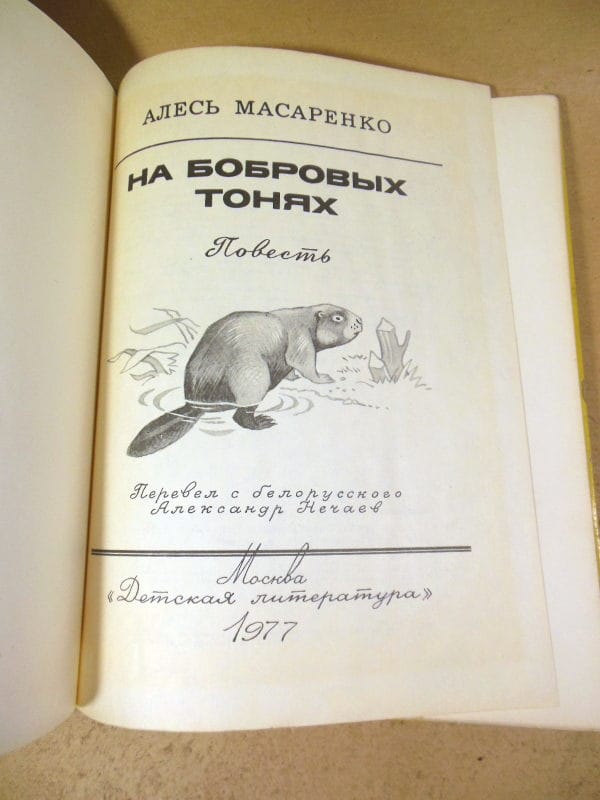 АЛЕСЬ МАСАРЕНКО
НА БОБРОВЫХ
ТОНЯХ
Повесть
Перевел с белорусского
Александр Нечаев
Москва
«Детская литература»
1977